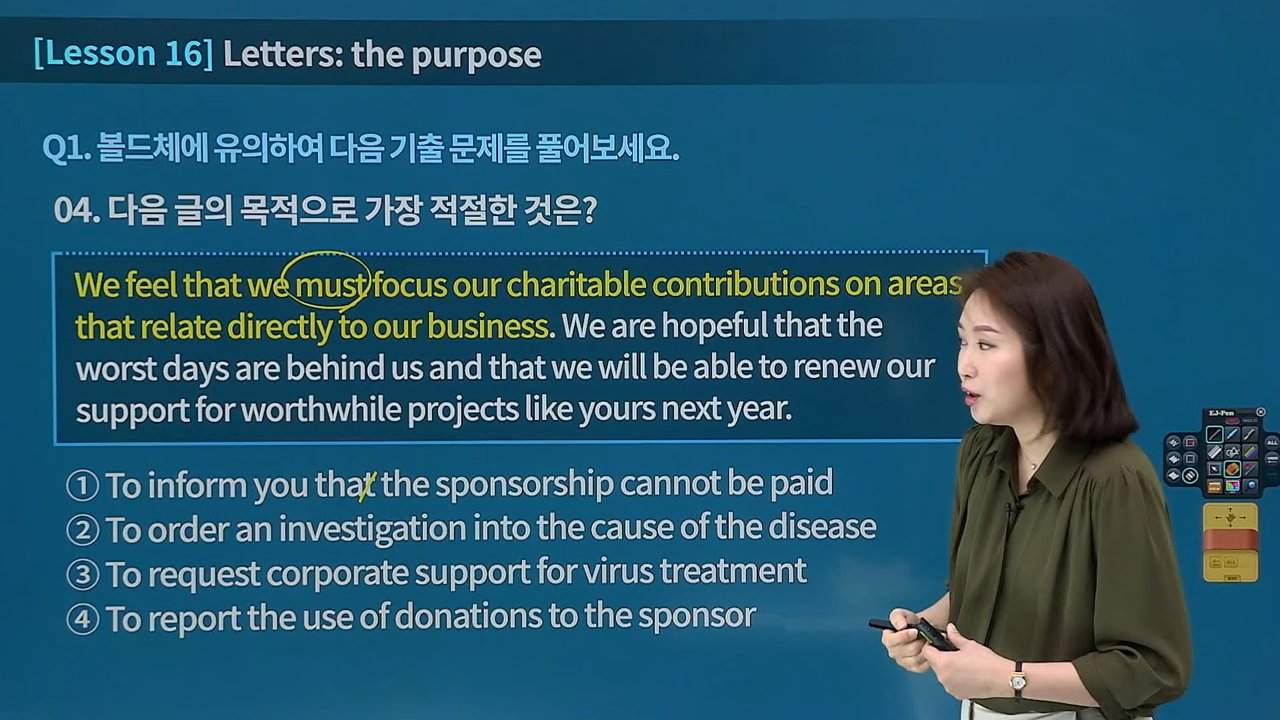 [Lesson 16] Letters: the purpose
Q1. 볼드체에 유의하여 다음 기출 문제를 풀어보세요.
04. 다음 글의 목적으로 가장 적절한 것은?
We feel that we must focus our charitable contributions on areas
that relate directly to our business. We are hopeful that the
worst days are behind us and that we will be able to renew our
support for worthwhile projects like yours next year.
① To inform you that the sponsorship cannot be paid
② To order an investigation into the cause of the disease
③ To request corporate support for virus treatment
④ To report the use of donations to the sponsor
EJ-Pen
ALL